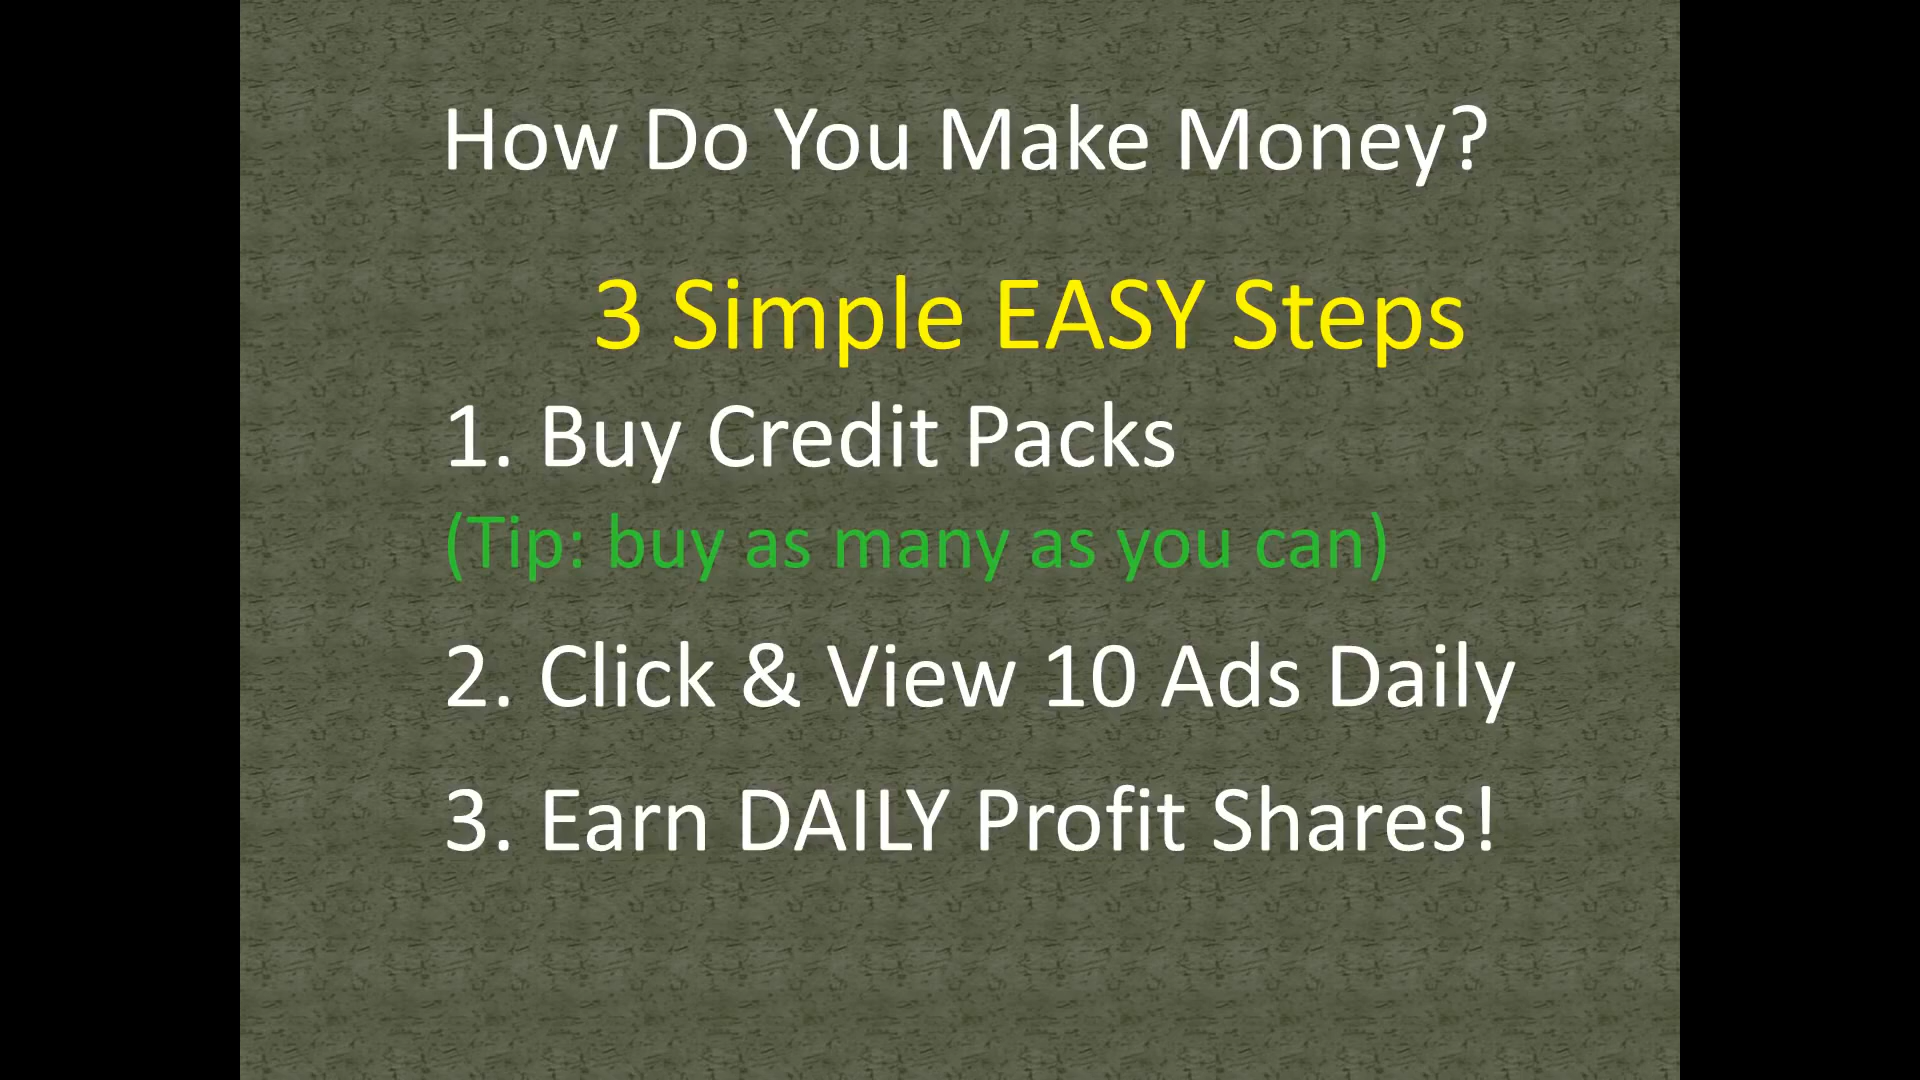 How Do You Make Money?
3 Simple EASY Steps
1. Buy Credit Packs
(Tip: buy as many as you can)
2. Click & View 10 Ads Daily
3. Earn DAILY Profit Shares!